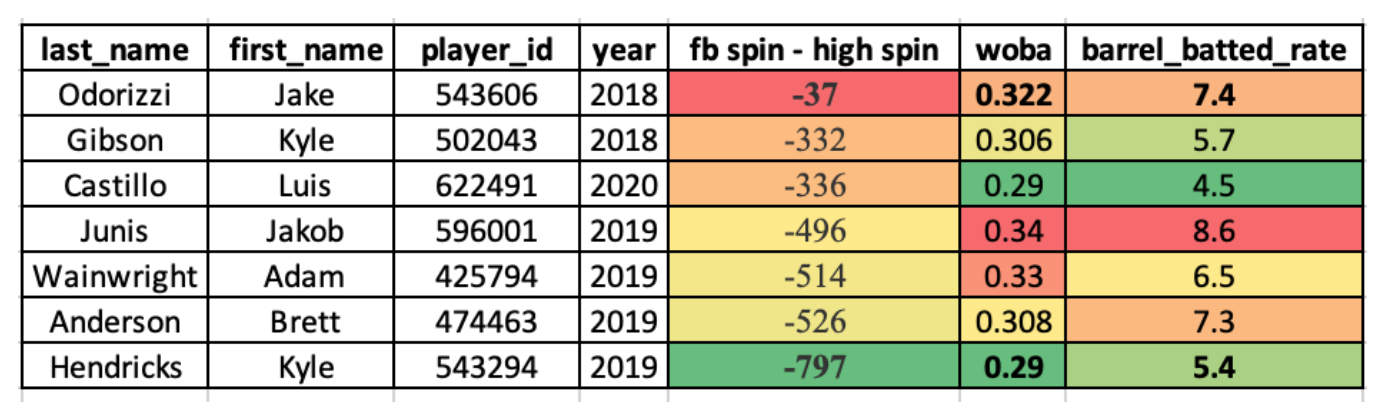 last_name first_name player_id year fb spin - high spin woba barrel_batted_rate
Odorizzi Jake 543606 2018 -37 0.322 7.4
Gibson Kyle 502043 2018 -332 0.306 5.7
Castillo Luis 622491 2020 -336 0.29 4.5
Junis Jakob 596001 2019 -496 0.34 8.6
Wainwright Adam 425794 2019 -514 0.33 6.5
Anderson Brett 474463 2019 -526 0.308 7.3
Hendricks Kyle 543294 2019 -797 0.29 5.4